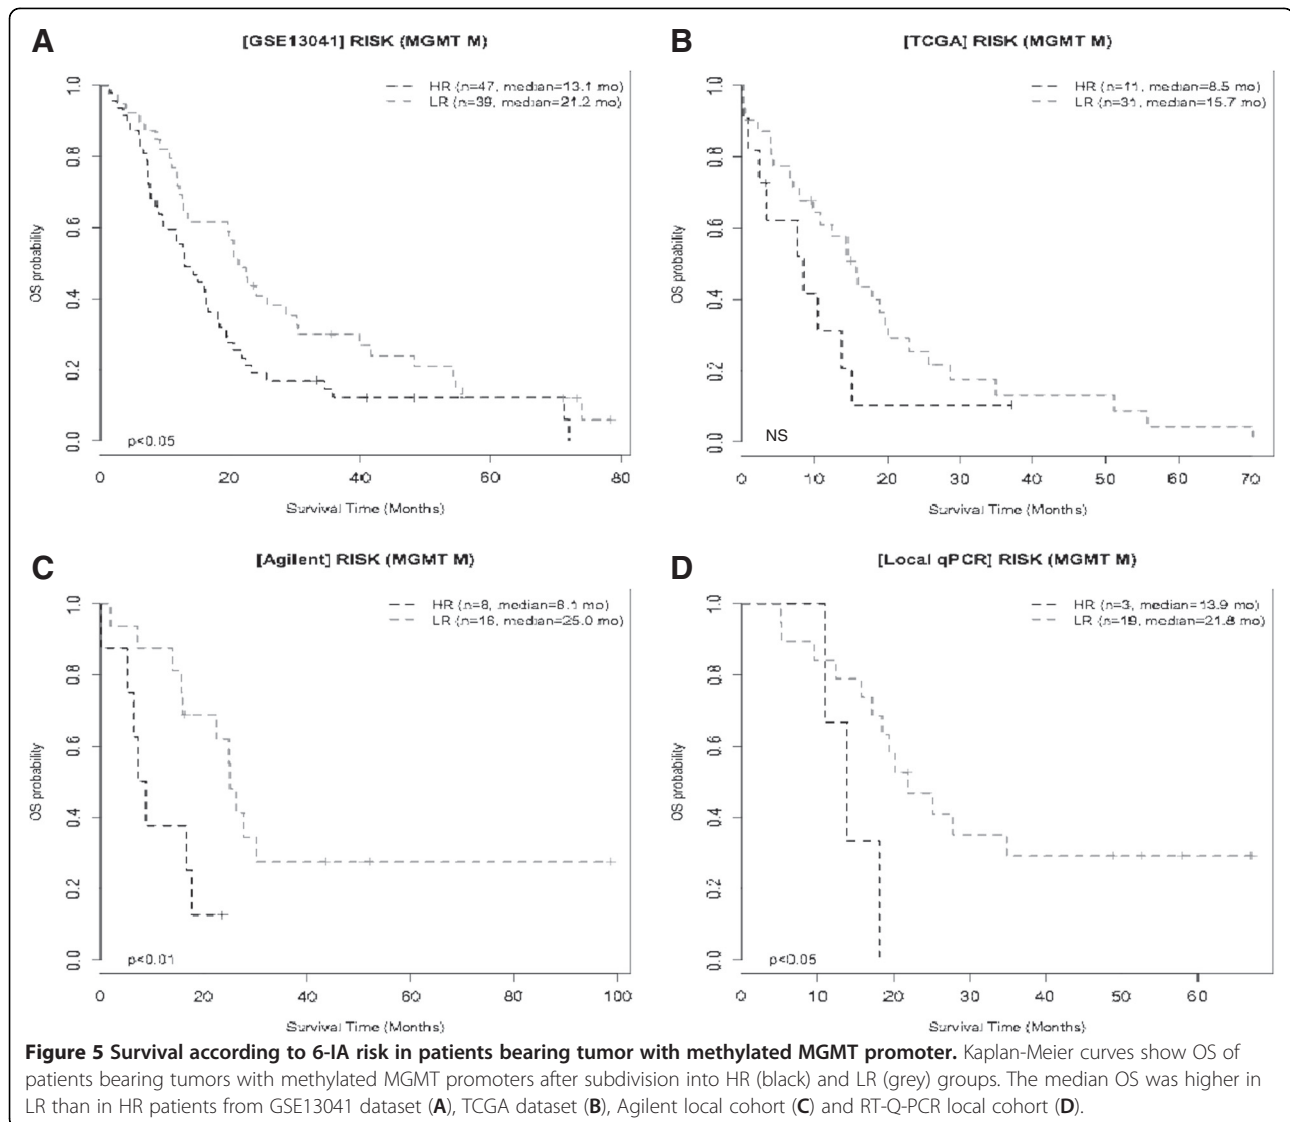 A
[GSE13041] RISK (MGMT M)
HR (n=47, median=13.1 mo)
LR (n=39, median=21.2 mo)
OS probability
1.0
0.8
0.6
0.4
0.2
0.0
p<0.05
0 20 40 60 80
Survival Time (Months)
B
[TCGA] RISK (MGMT M)
HR (n=11, median=8.5 mo)
LR (n=31, median=15.7 mo)
OS probability
1.0
0.8
0.6
0.4
0.2
0.0
NS
0 10 20 30 40 50 60 70
Survival Time (Months)
C
[Agilent] RISK (MGMT M)
HR (n=8, median=8.1 mo)
LR (n=16, median=25.0 mo)
OS probability
1.0
0.8
0.6
0.4
0.2
0.0
p<0.01
0 20 40 60 80 100
Survival Time (Months)
D
[Local qPCR] RISK (MGMT M)
HR (n=3, median=13.9 mo)
LR (n=19, median=21.8 mo)
OS probability
1.0
0.8
0.6
0.4
0.2
0.0
p<0.05
0 10 20 30 40 50 60
Survival Time (Months)
Figure 5 Survival according to 6-IA risk in patients bearing tumor with methylated MGMT promoter. Kaplan-Meier curves show OS of
patients bearing tumors with methylated MGMT promoters after subdivision into HR (black) and LR (grey) groups. The median OS was higher in
LR than in HR patients from GSE13041 dataset (A), TCGA dataset (B), Agilent local cohort (C) and RT-Q-PCR local cohort (D).